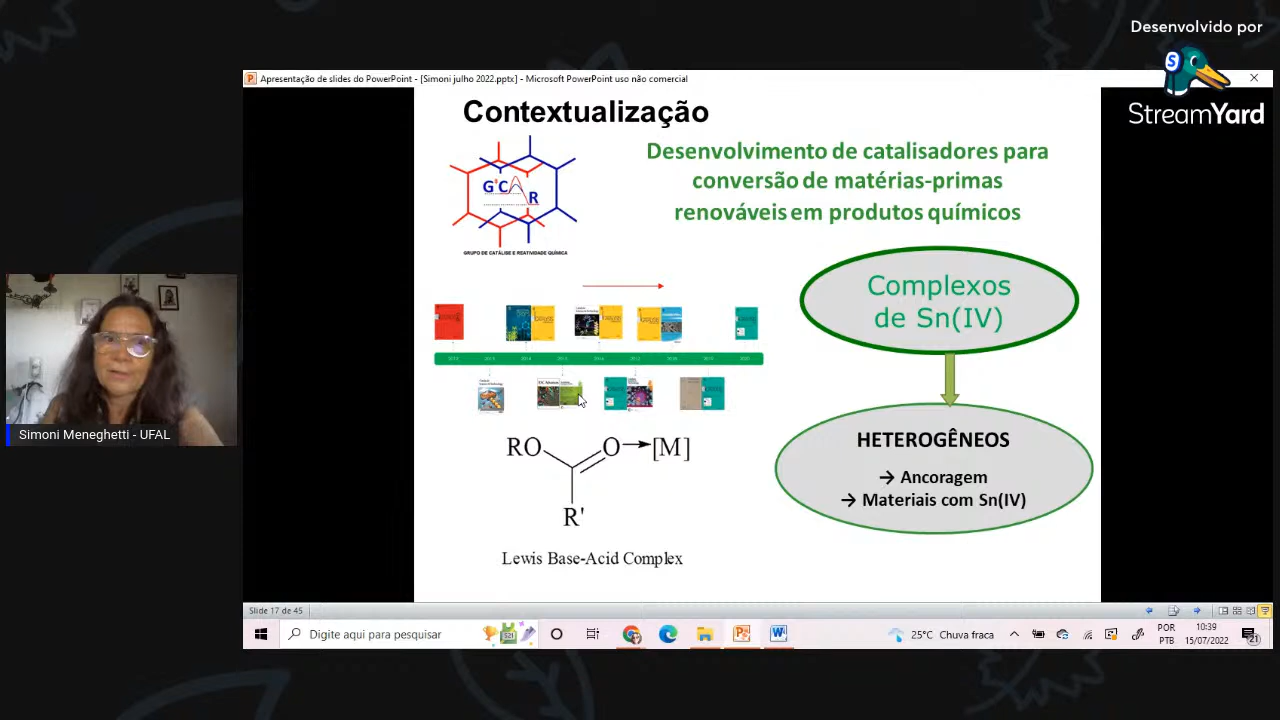 Desenvolvido por
StreamYard
Apresentação de slides do PowerPoint - [Simoni julho 2022.pptx] - Microsoft PowerPoint uso não comercial
Contextualização
G²C
R
GRUPO DE CATÁLISE E REATIVIDADE QUÍMICA
Desenvolvimento de catalisadores para
conversão de matérias-primas
renováveis em produtos químicos
Complexos
de Sn(IV)
HETEROGÊNEOS
→ Ancoragem
→ Materiais com Sn(IV)
RO
O→[M]
R'
Lewis Base-Acid Complex
Simoni Meneghetti - UFAL
Slide 17 de 45
Digite aqui para pesquisar
25°C Chuva fraca
POR
PTB
10:39
15/07/2022
21